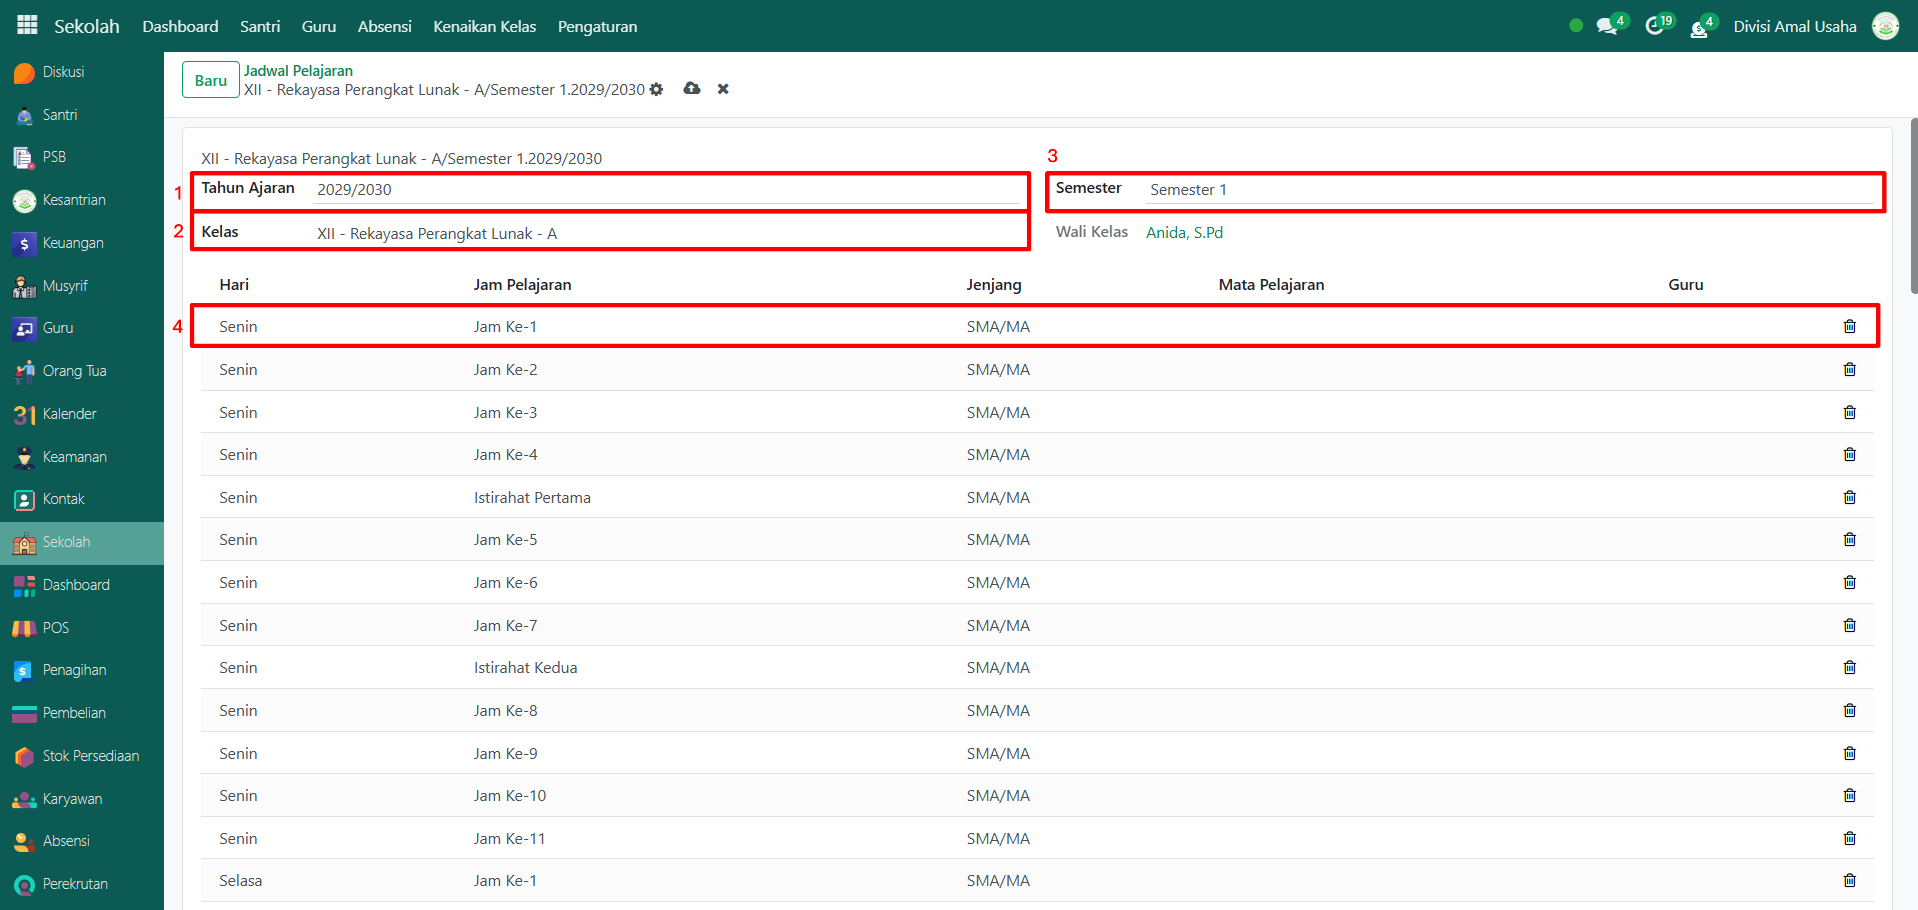 Sekolah Dashboard Santri Guru Absensi Kenaikan Kelas Pengaturan 4 19 4 Divisi Amal Usaha
Diskusi
Santri
PSB
Kesantrian
Keuangan
Musyrif
Guru
Orang Tua
31 Kalender
Keamanan
Kontak
Sekolah
Dashboard
POS
Penagihan
Pembelian
Stok Persediaan
Karyawan
Absensi
Perekrutan
Baru Jadwal Pelajaran
XII - Rekayasa Perangkat Lunak - A/Semester 1.2029/2030
XII - Rekayasa Perangkat Lunak - A/Semester 1.2029/2030
1 Tahun Ajaran 2029/2030
3
Semester Semester 1
2 Kelas XII - Rekayasa Perangkat Lunak - A
Wali Kelas Anida, S.Pd
Hari Jam Pelajaran Jenjang Mata Pelajaran Guru
4 Senin Jam Ke-1 SMA/MA
Senin Jam Ke-2 SMA/MA
Senin Jam Ke-3 SMA/MA
Senin Jam Ke-4 SMA/MA
Senin Istirahat Pertama SMA/MA
Senin Jam Ke-5 SMA/MA
Senin Jam Ke-6 SMA/MA
Senin Jam Ke-7 SMA/MA
Senin Istirahat Kedua SMA/MA
Senin Jam Ke-8 SMA/MA
Senin Jam Ke-9 SMA/MA
Senin Jam Ke-10 SMA/MA
Senin Jam Ke-11 SMA/MA
Selasa Jam Ke-1 SMA/MA